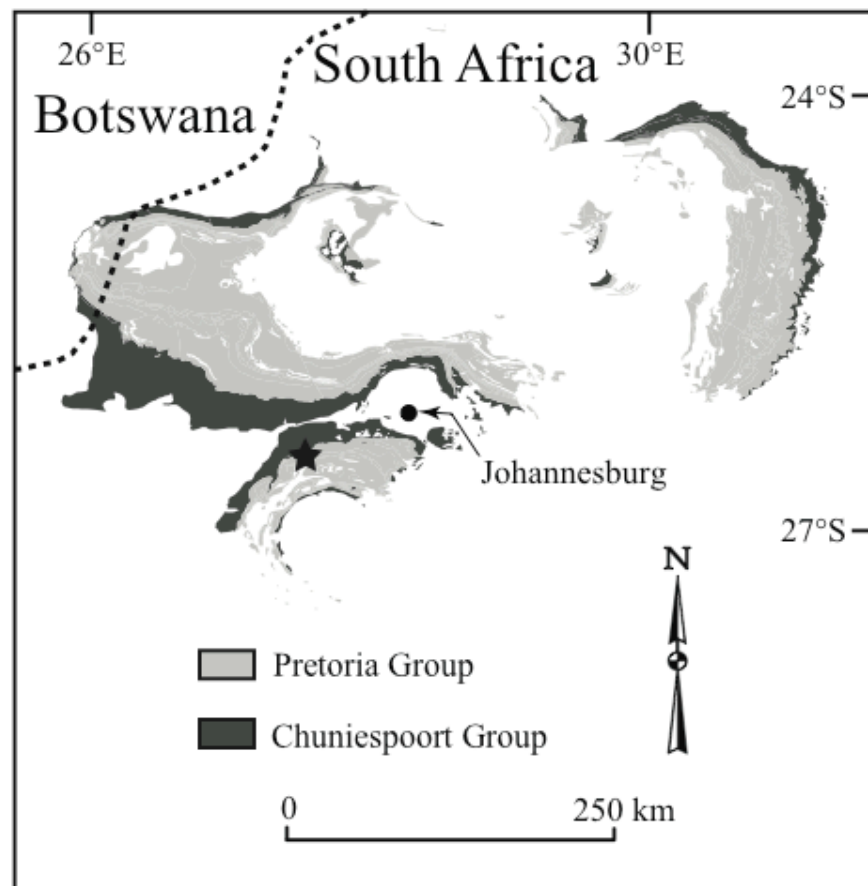 26°E
30°E
South Africa
24°S
Botswana
Johannesburg
27°S
N
Pretoria Group
Chuniespoort Group
0
250 km